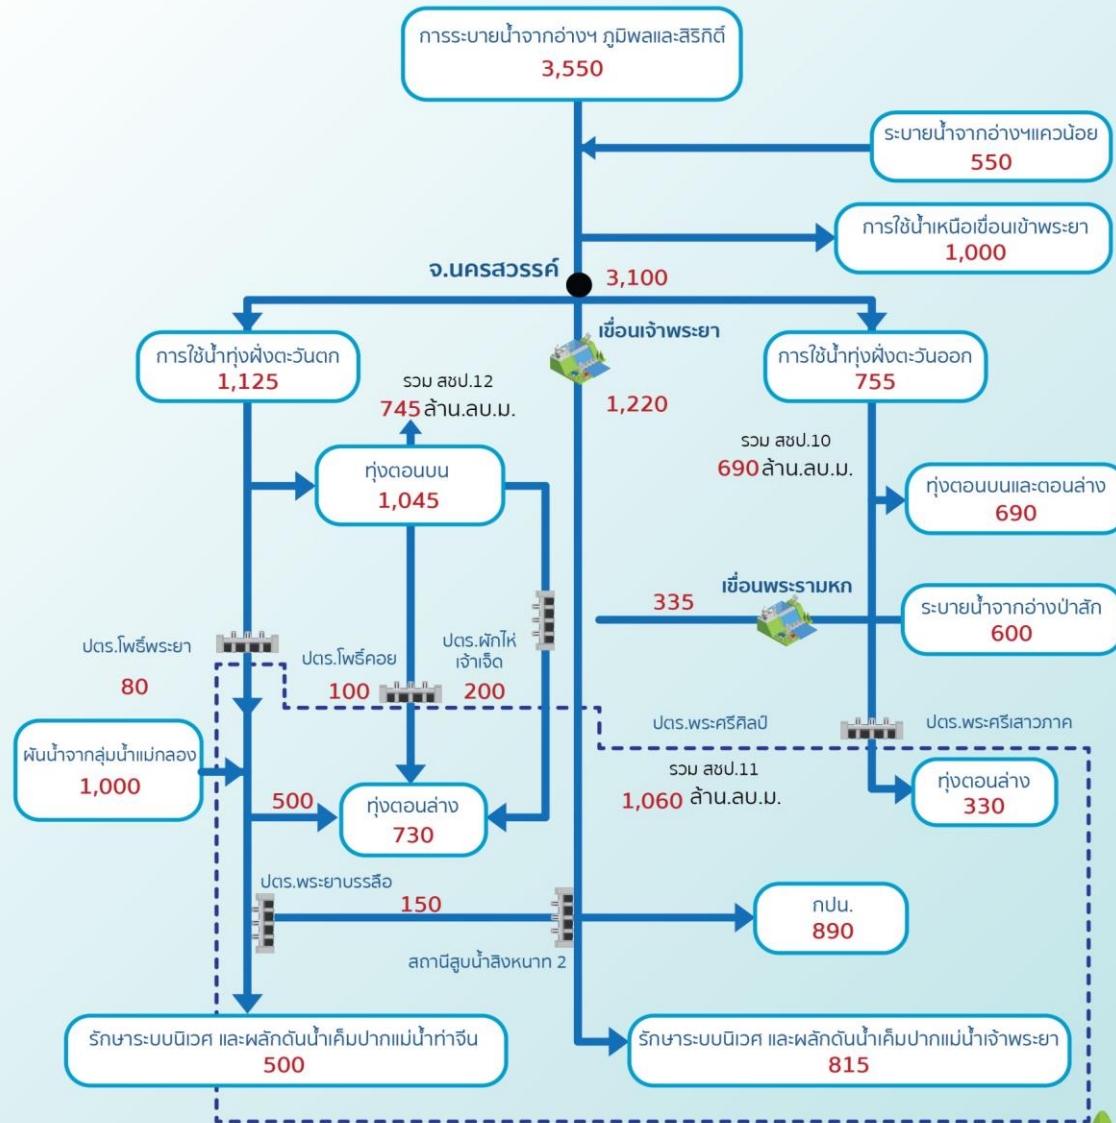 การระบายน้ำจากอ่างฯ ภูมิพลและสิริกิติ์
3,550
ระบายน้ำจากอ่างฯแควน้อย
550
การใช้น้ำเหนือเขื่อนเข้าพระยา
1,000
จ.นครสวรรค์
3,100
เขื่อนเจ้าพระยา
1,220
การใช้น้ำทุ่งฝั่งตะวันตก
1,125
การใช้น้ำทุ่งฝั่งตะวันออก
755
รวม สชป.12
745 ล้าน.ลบ.ม.
ทุ่งตอนบน
1,045
รวม สชป.10
690 ล้าน.ลบ.ม.
ทุ่งตอนบนและตอนล่าง
690
เขื่อนพระรามหก
335
ระบายน้ำจากอ่างป่าสัก
600
ปตร.โพธิ์พระยา
80
ปตร.โพธิ์คอย
100
ปตร.ผักไห่
เจ้าเจ็ด
200
ปตร.พระศรีศิลป์
ปตร.พระศรีเสาวภาค
ผันน้ำจากลุ่มน้ำแม่กลอง
1,000
รวม สชป.11
1,060 ล้าน.ลบ.ม.
500
ทุ่งตอนล่าง
730
ทุ่งตอนล่าง
330
ปตร.พระยาบรรลือ
150
สถานีสูบน้ำสิงหนาท 2
กปน.
890
รักษาระบบนิเวศ และผลักดันน้ำเค็มปากแม่น้ำท่าจีน
500
รักษาระบบนิเวศ และผลักดันน้ำเค็มปากแม่น้ำเจ้าพระยา
815